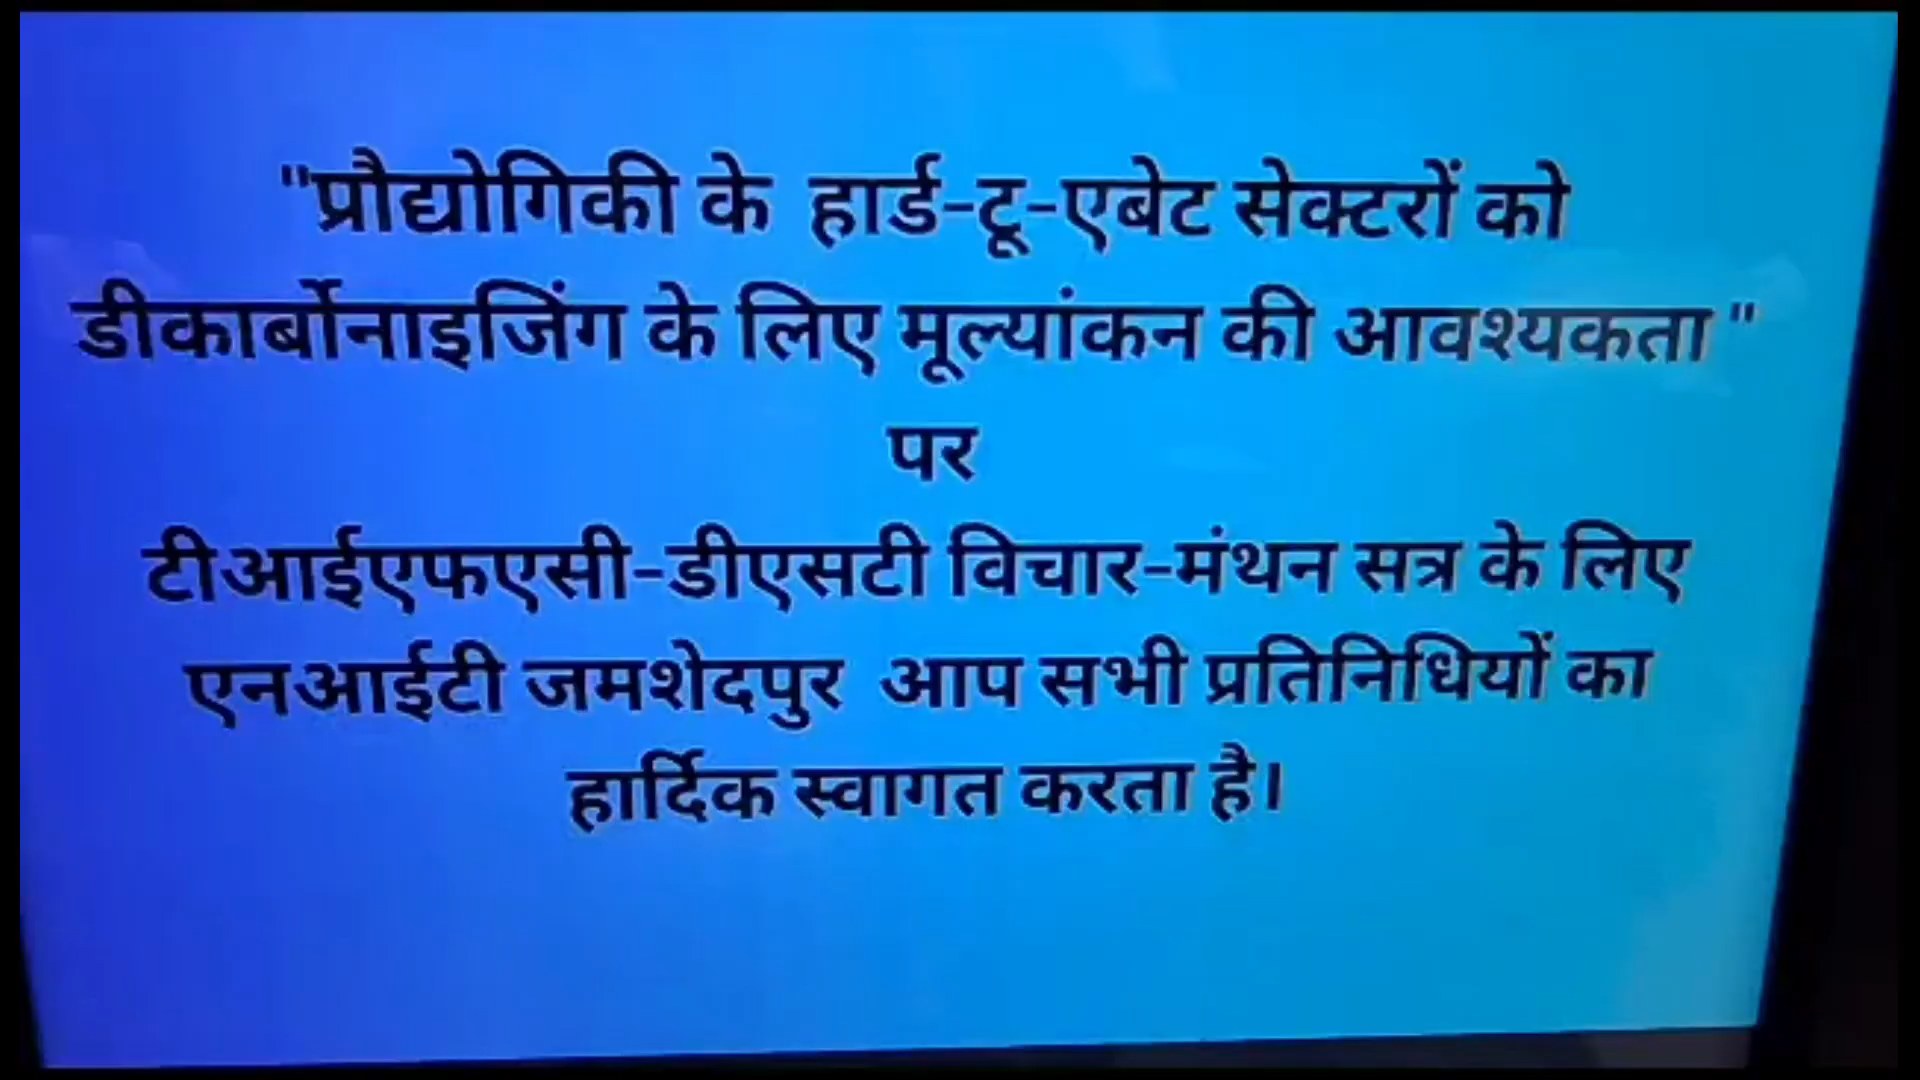 "प्रौद्योगिकी के हार्ड-टू-एबेट सेक्टरों को
डीकार्बोनाइजिंग के लिए मूल्यांकन की आवश्यकता "
पर
टीआईएफएसी-डीएसटी विचार-मंथन सत्र के लिए
एनआईटी जमशेदपुर आप सभी प्रतिनिधियों का
हार्दिक स्वागत करता है।